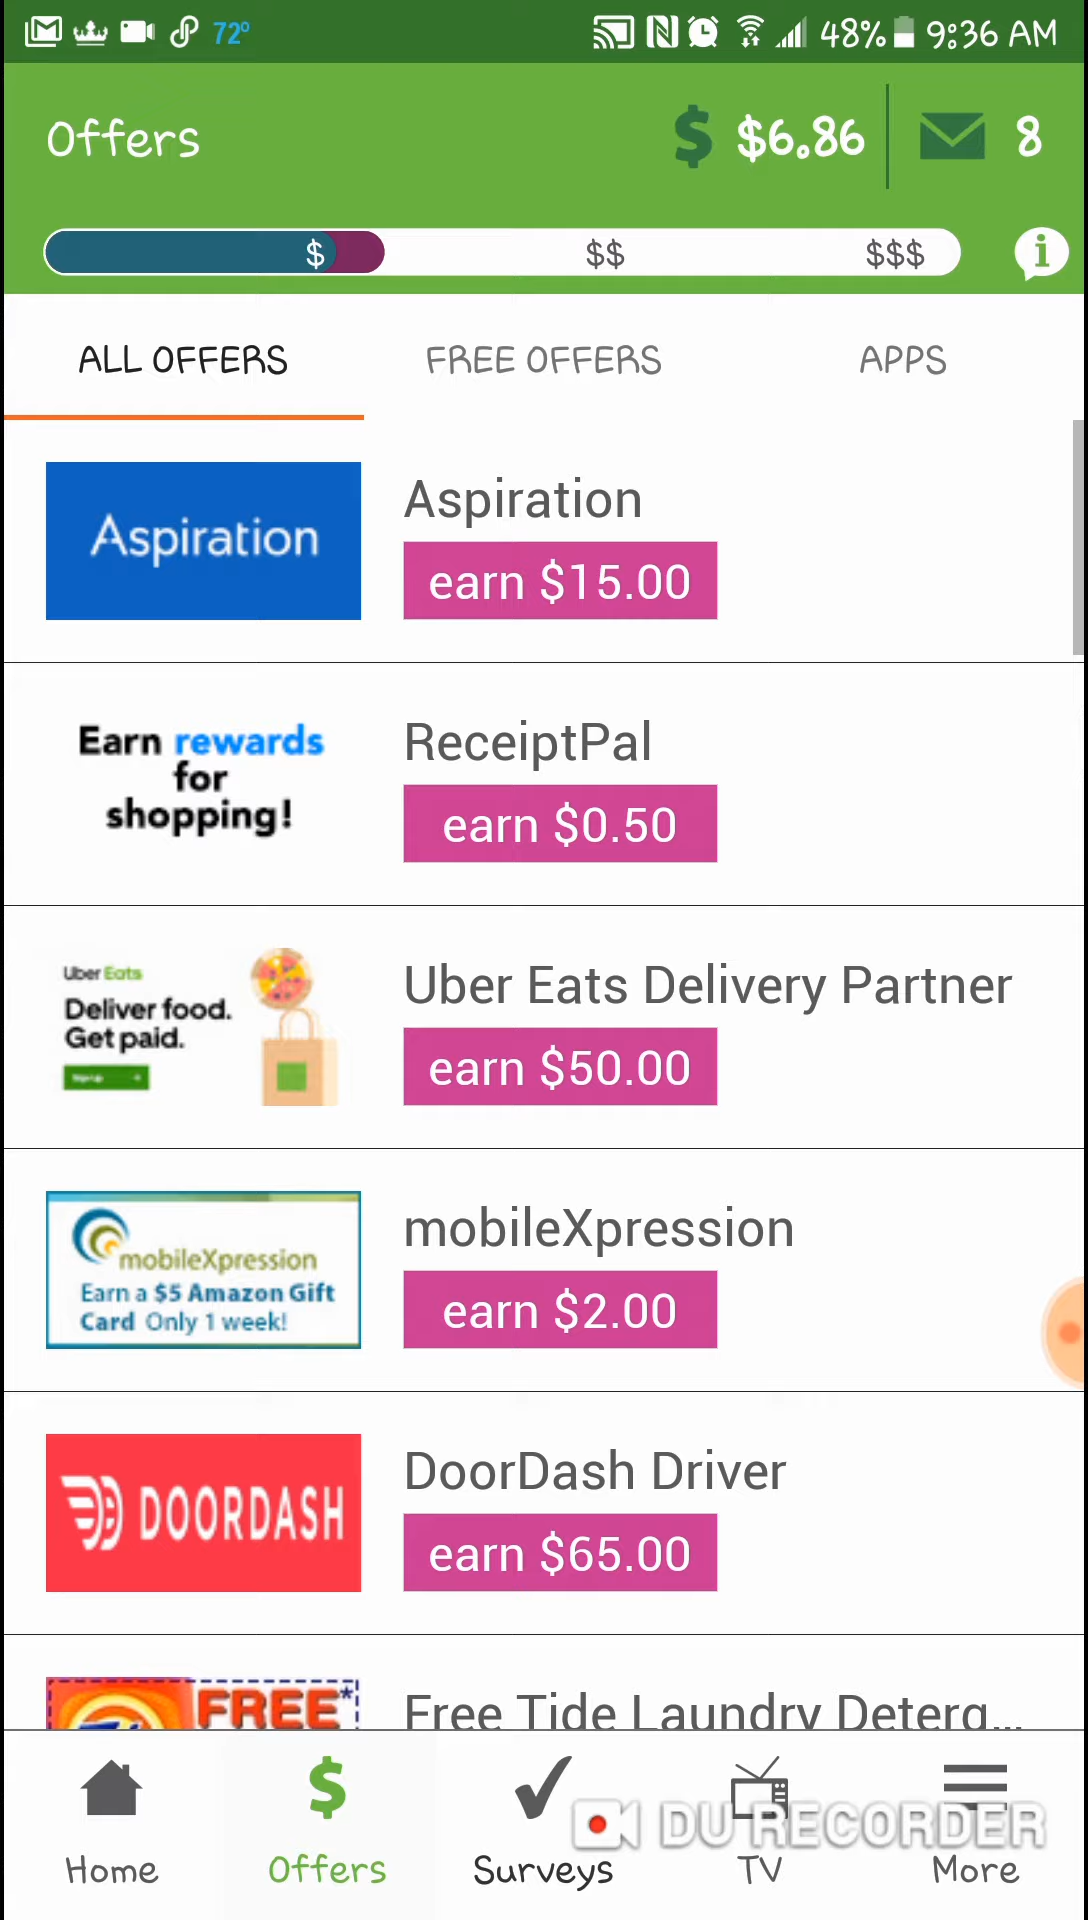 72°
48%
9:36 AM
Offers
$ $6.86
8
$
$$
$$$
i
ALL OFFERS
FREE OFFERS
APPS
Aspiration
Aspiration
earn $15.00
Earn rewards
for
shopping!
ReceiptPal
earn $0.50
Uber Eats
Deliver food.
Get paid.
Uber Eats Delivery Partner
earn $50.00
mobileXpression
Earn a $5 Amazon Gift
Card Only 1 week!
mobileXpression
earn $2.00
DOORDASH
DoorDash Driver
earn $65.00
FREE*
Free Tide Laundry Deterg...
$
Home
Offers
Surveys
TV
More
DU RECORDER